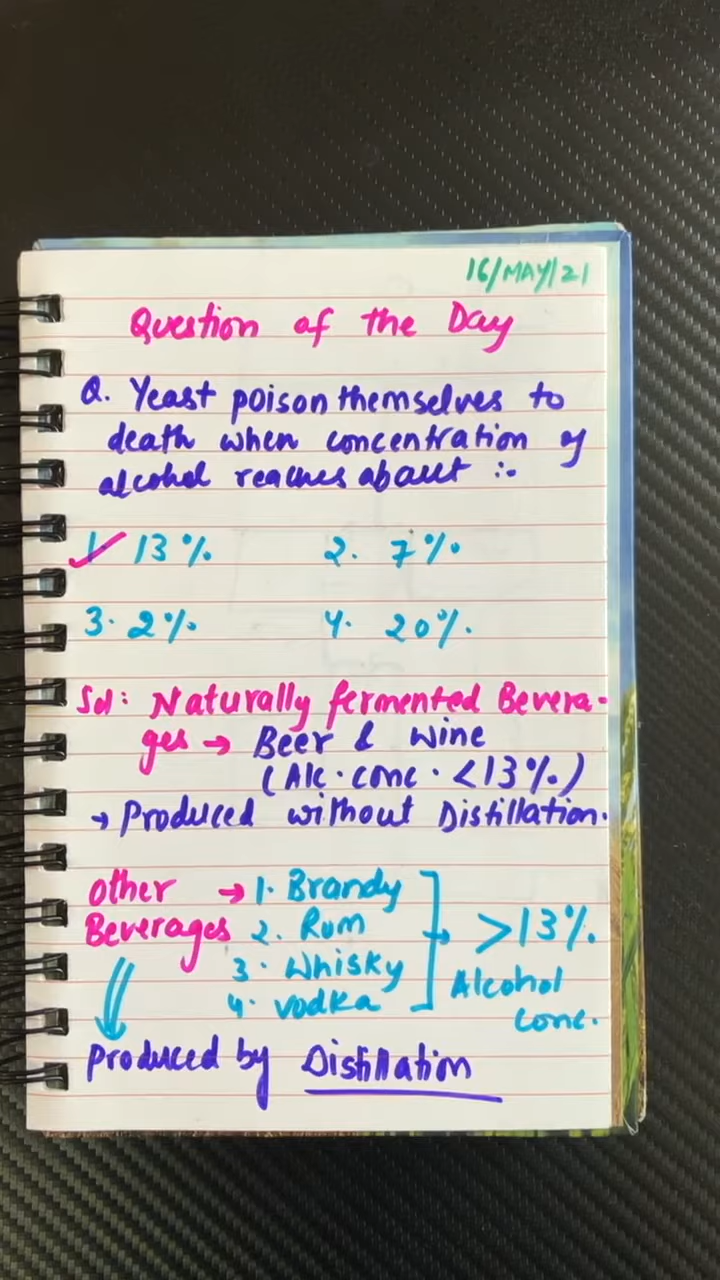 16/MAY/21
Question of the Day
Q. Yeast poison themselves to
death when concentration of
alcohol reaches about :-
1 13% 2. 7%
3. 2% 4. 20%.
Sol: Naturally fermented Bevera-
ges → Beer & wine
(Alc. conc. <13%)
→ Produced without Distillation.
other → 1. Brandy
Beverages 2. Rum → >13%.
3. Whisky Alcohol
4. vodka conc.
Produced by Distillation